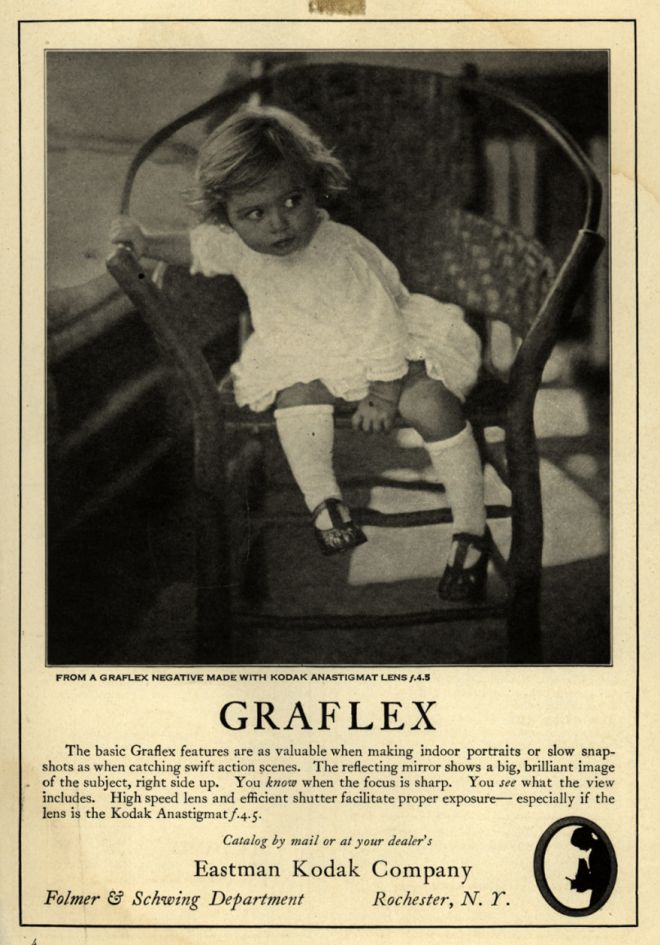 FROM A GRAFLEX NEGATIVE MADE WITH KODAK ANASTIGMAT LENS f.4.5
GRAFLEX
The basic Graflex features are as valuable when making indoor portraits or slow snap-
shots as when catching swift action scenes. The reflecting mirror shows a big, brilliant image
of the subject, right side up. You know when the focus is sharp. You see what the view
includes. High speed lens and efficient shutter facilitate proper exposure— especially if the
lens is the Kodak Anastigmat f.4.5.
Catalog by mail or at your dealer's
Eastman Kodak Company
Folmer & Schwing Department Rochester, N. Y.
4